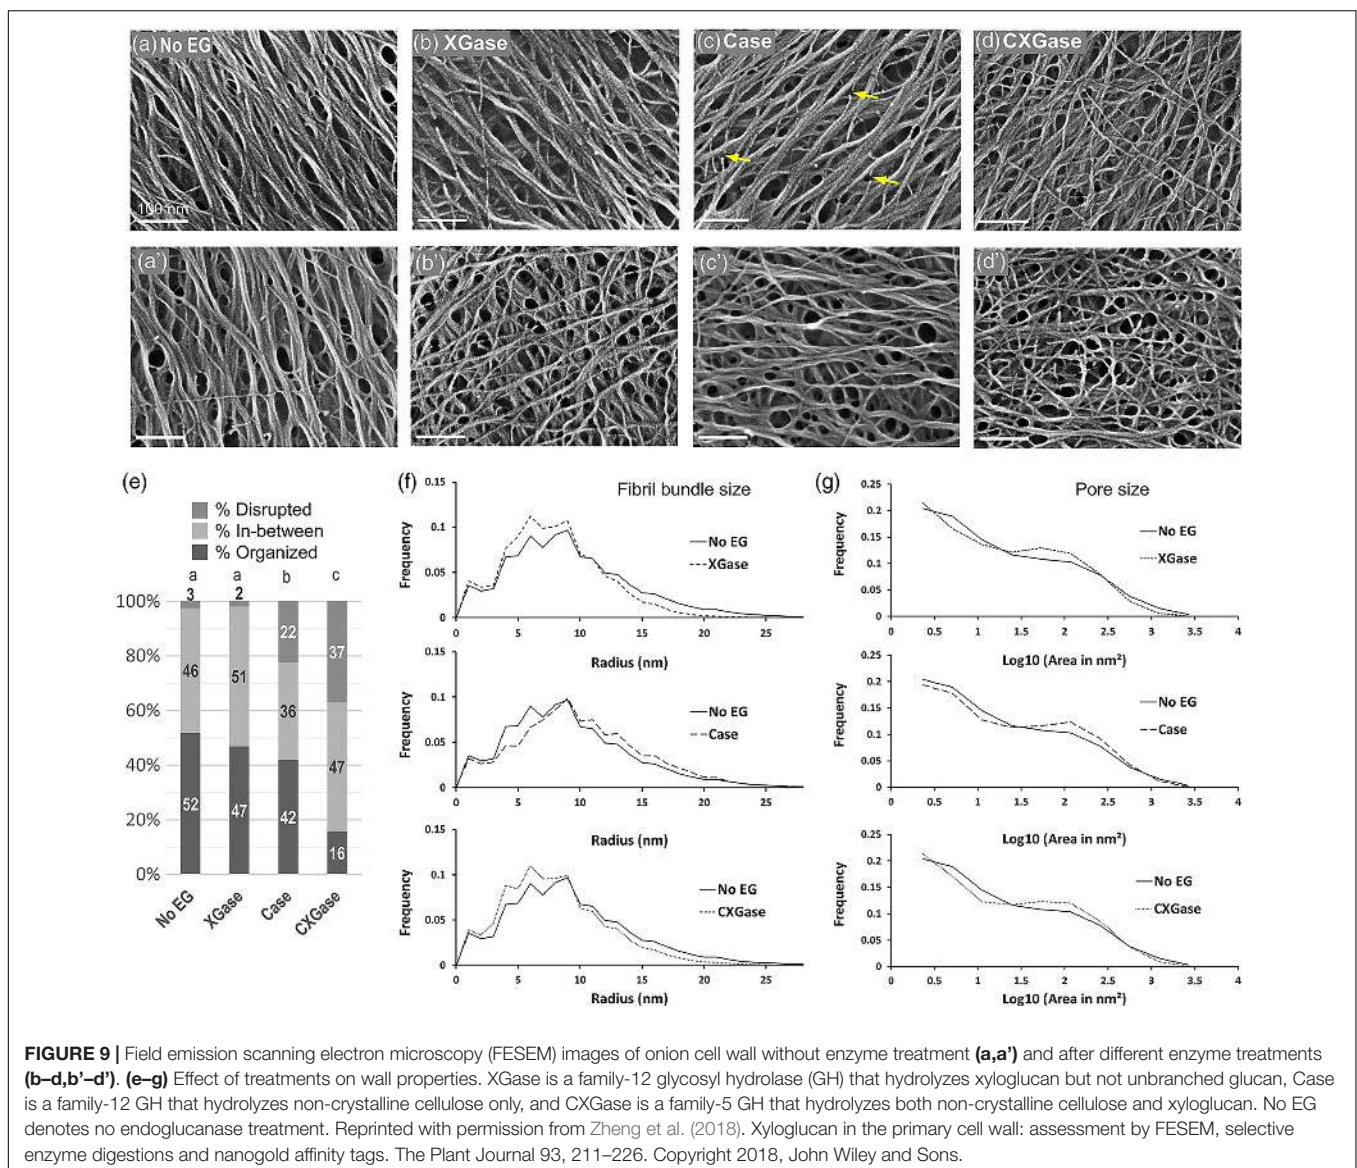 (a) No EG
(b) XGase
(c) Case
(d) CXGase
100 nm
(a')
(b')
(c')
(d')
(e)
% Disrupted
% In-between
% Organized
a a b c
3 2 22 37
46 51 36 47
52 47 42 16
100%
80%
60%
40%
20%
0%
No EG
XGase
Case
CXGase
(f)
Fibril bundle size
0.15
0.1
0.05
0
Frequency
No EG
XGase
0 5 10 15 20 25
Radius (nm)
0.15
0.1
0.05
0
Frequency
No EG
Case
0 5 10 15 20 25
Radius (nm)
0.15
0.1
0.05
0
Frequency
No EG
CXGase
0 5 10 15 20 25
Radius (nm)
(g)
Pore size
0.25
0.2
0.15
0.1
0.05
0
Frequency
No EG
XGase
0 0.5 1 1.5 2 2.5 3 3.5 4
Log10 (Area in nm²)
0.25
0.2
0.15
0.1
0.05
0
Frequency
No EG
Case
0 0.5 1 1.5 2 2.5 3 3.5 4
Log10 (Area in nm²)
0.25
0.2
0.15
0.1
0.05
0
Frequency
No EG
CXGase
0 0.5 1 1.5 2 2.5 3 3.5 4
Log10 (Area in nm²)
FIGURE 9 | Field emission scanning electron microscopy (FESEM) images of onion cell wall without enzyme treatment (a,a') and after different enzyme treatments
(b–d,b'–d'). (e–g) Effect of treatments on wall properties. XGase is a family-12 glycosyl hydrolase (GH) that hydrolyzes xyloglucan but not unbranched glucan, Case
is a family-12 GH that hydrolyzes non-crystalline cellulose only, and CXGase is a family-5 GH that hydrolyzes both non-crystalline cellulose and xyloglucan. No EG
denotes no endoglucanase treatment. Reprinted with permission from Zheng et al. (2018). Xyloglucan in the primary cell wall: assessment by FESEM, selective
enzyme digestions and nanogold affinity tags. The Plant Journal 93, 211–226. Copyright 2018, John Wiley and Sons.